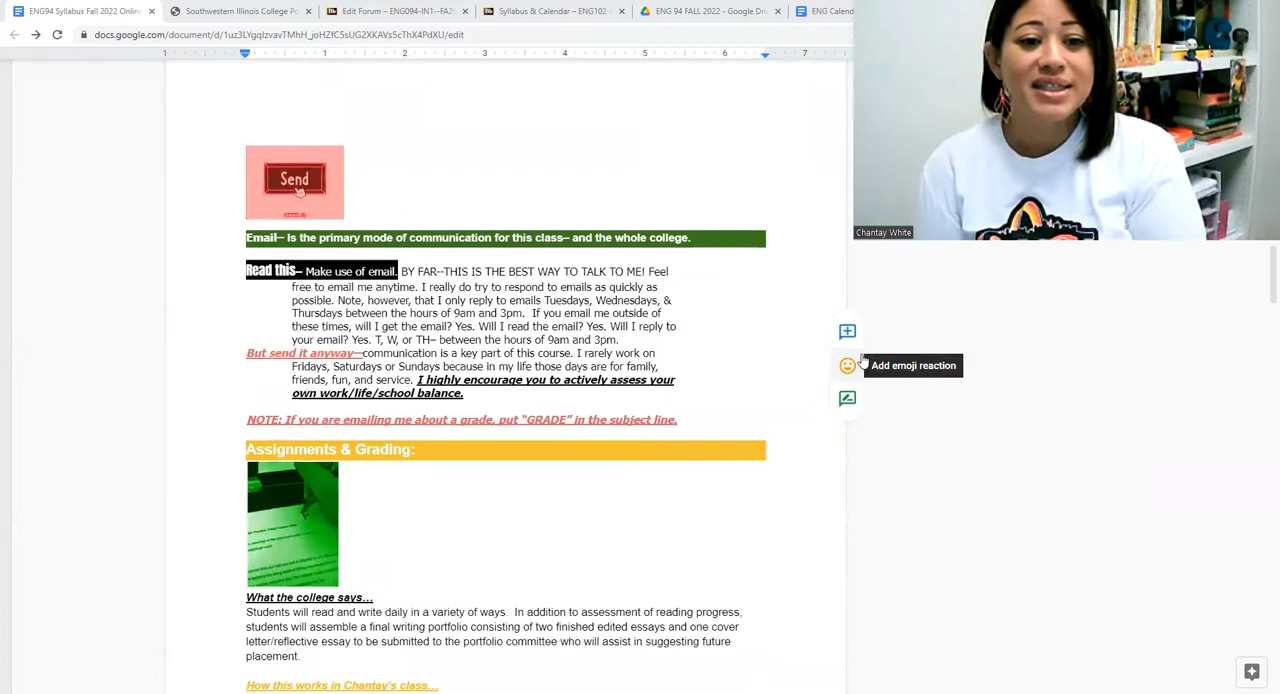 ENG94 Syllabus Fall 2022 Online
Southwestern Illinois College Po
Edit Forum – ENG094-IN1--FA2
Syllabus & Calendar – ENG102-
ENG 94 FALL 2022 - Google Dri
ENG Calend
docs.google.com/document/d/1uz3LYgqlzvavTMhH_joHZfC5sUG2XKAVs5cThX4PdXU/edit
1 1 2 3 4 5 6 7
Send
Chantay White
Email– Is the primary mode of communication for this class– and the whole college.
Read this– Make use of email. BY FAR--THIS IS THE BEST WAY TO TALK TO ME! Feel
free to email me anytime. I really do try to respond to emails as quickly as
possible. Note, however, that I only reply to emails Tuesdays, Wednesdays, &
Thursdays between the hours of 9am and 3pm. If you email me outside of
these times, will I get the email? Yes. Will I read the email? Yes. Will I reply to
your email? Yes. T, W, or TH– between the hours of 9am and 3pm.
But send it anyway—communication is a key part of this course. I rarely work on
Fridays, Saturdays or Sundays because in my life those days are for family,
friends, fun, and service. I highly encourage you to actively assess your
own work/life/school balance.
Add emoji reaction
NOTE: If you are emailing me about a grade, put “GRADE” in the subject line.
Assignments & Grading:
What the college says…
Students will read and write daily in a variety of ways. In addition to assessment of reading progress,
students will assemble a final writing portfolio consisting of two finished edited essays and one cover
letter/reflective essay to be submitted to the portfolio committee who will assist in suggesting future
placement.
How this works in Chantay's class…